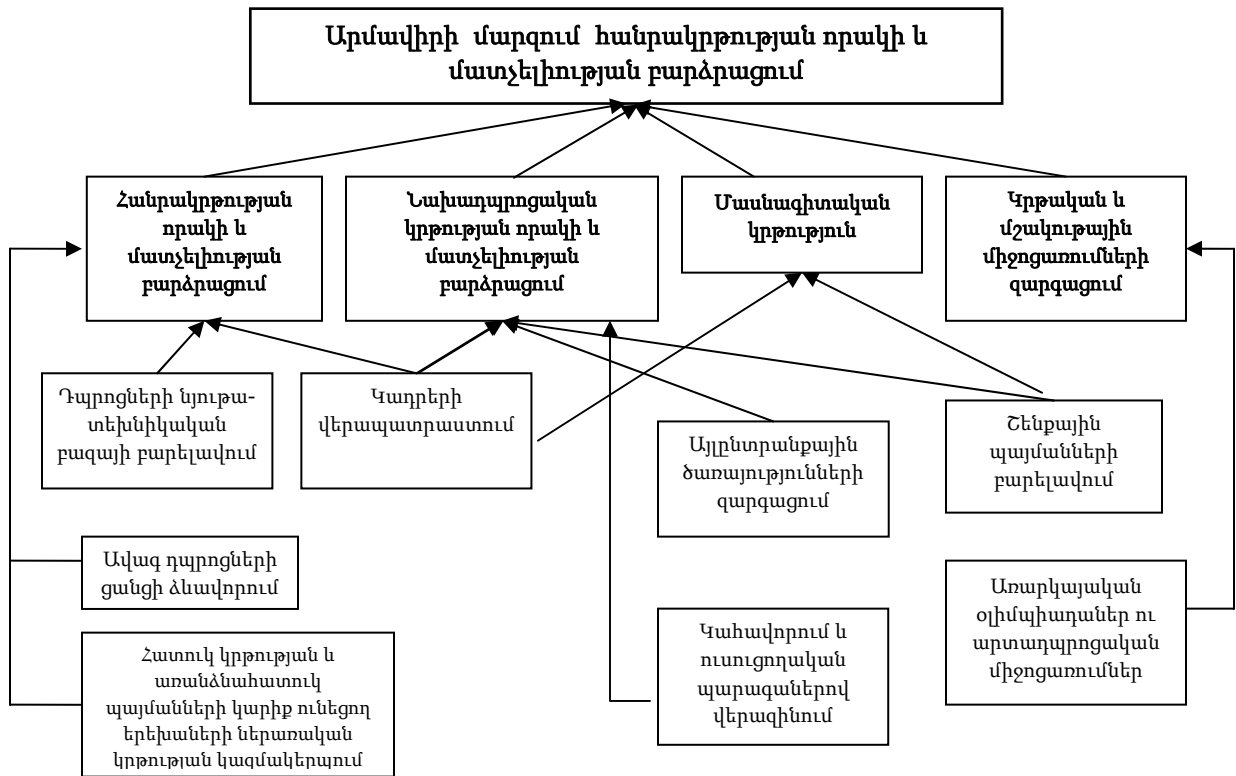 Արմավիրի մարզում հանրակրթության որակի և
մատչելիության բարձրացում
Հանրակրթության
որակի և
մատչելիության
բարձրացում
Նախադպրոցական
կրթության որակի և
մատչելիության
բարձրացում
Մասնագիտական
կրթություն
Կրթական և
մշակութային
միջոցառումների
զարգացում
Դպրոցների նյութա-
տեխնիկական
բազայի բարելավում
Կադրերի
վերապատրաստում
Այլընտրանքային
ծառայությունների
զարգացում
Շենքային
պայմանների
բարելավում
Ավագ դպրոցների
ցանցի ձևավորում
Հատուկ կրթության և
առանձնահատուկ
պայմանների կարիք ունեցող
երեխաների ներառական
կրթության կազմակերպում
Կահավորում և
ուսուցողական
պարագաներով
վերազինում
Առարկայական
օլիմպիադաներ ու
արտադպրոցական
միջոցառումներ